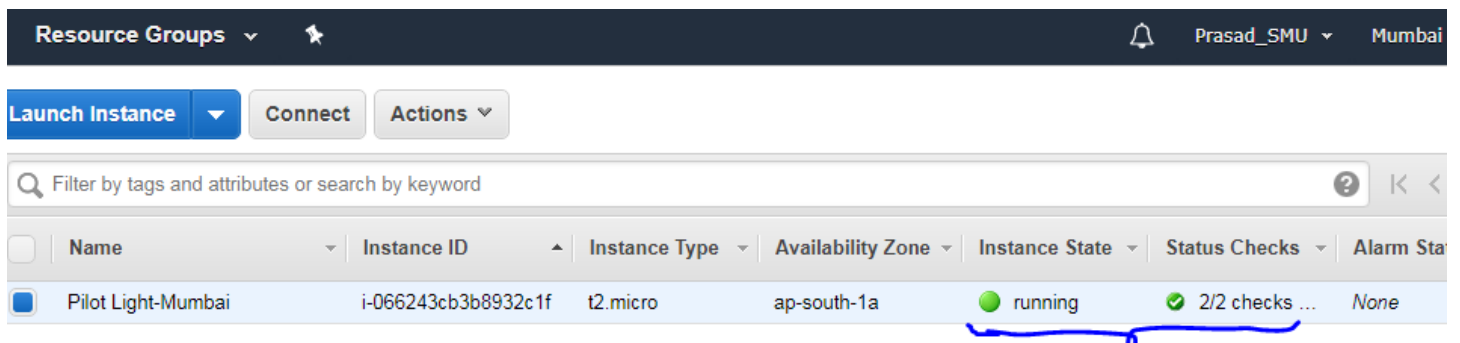 Resource Groups Prasad_SMU Mumbai
Launch Instance Connect Actions
Filter by tags and attributes or search by keyword
Name Instance ID Instance Type Availability Zone Instance State Status Checks Alarm Sta
Pilot Light-Mumbai i-066243cb3b8932c1f t2.micro ap-south-1a running 2/2 checks ... None